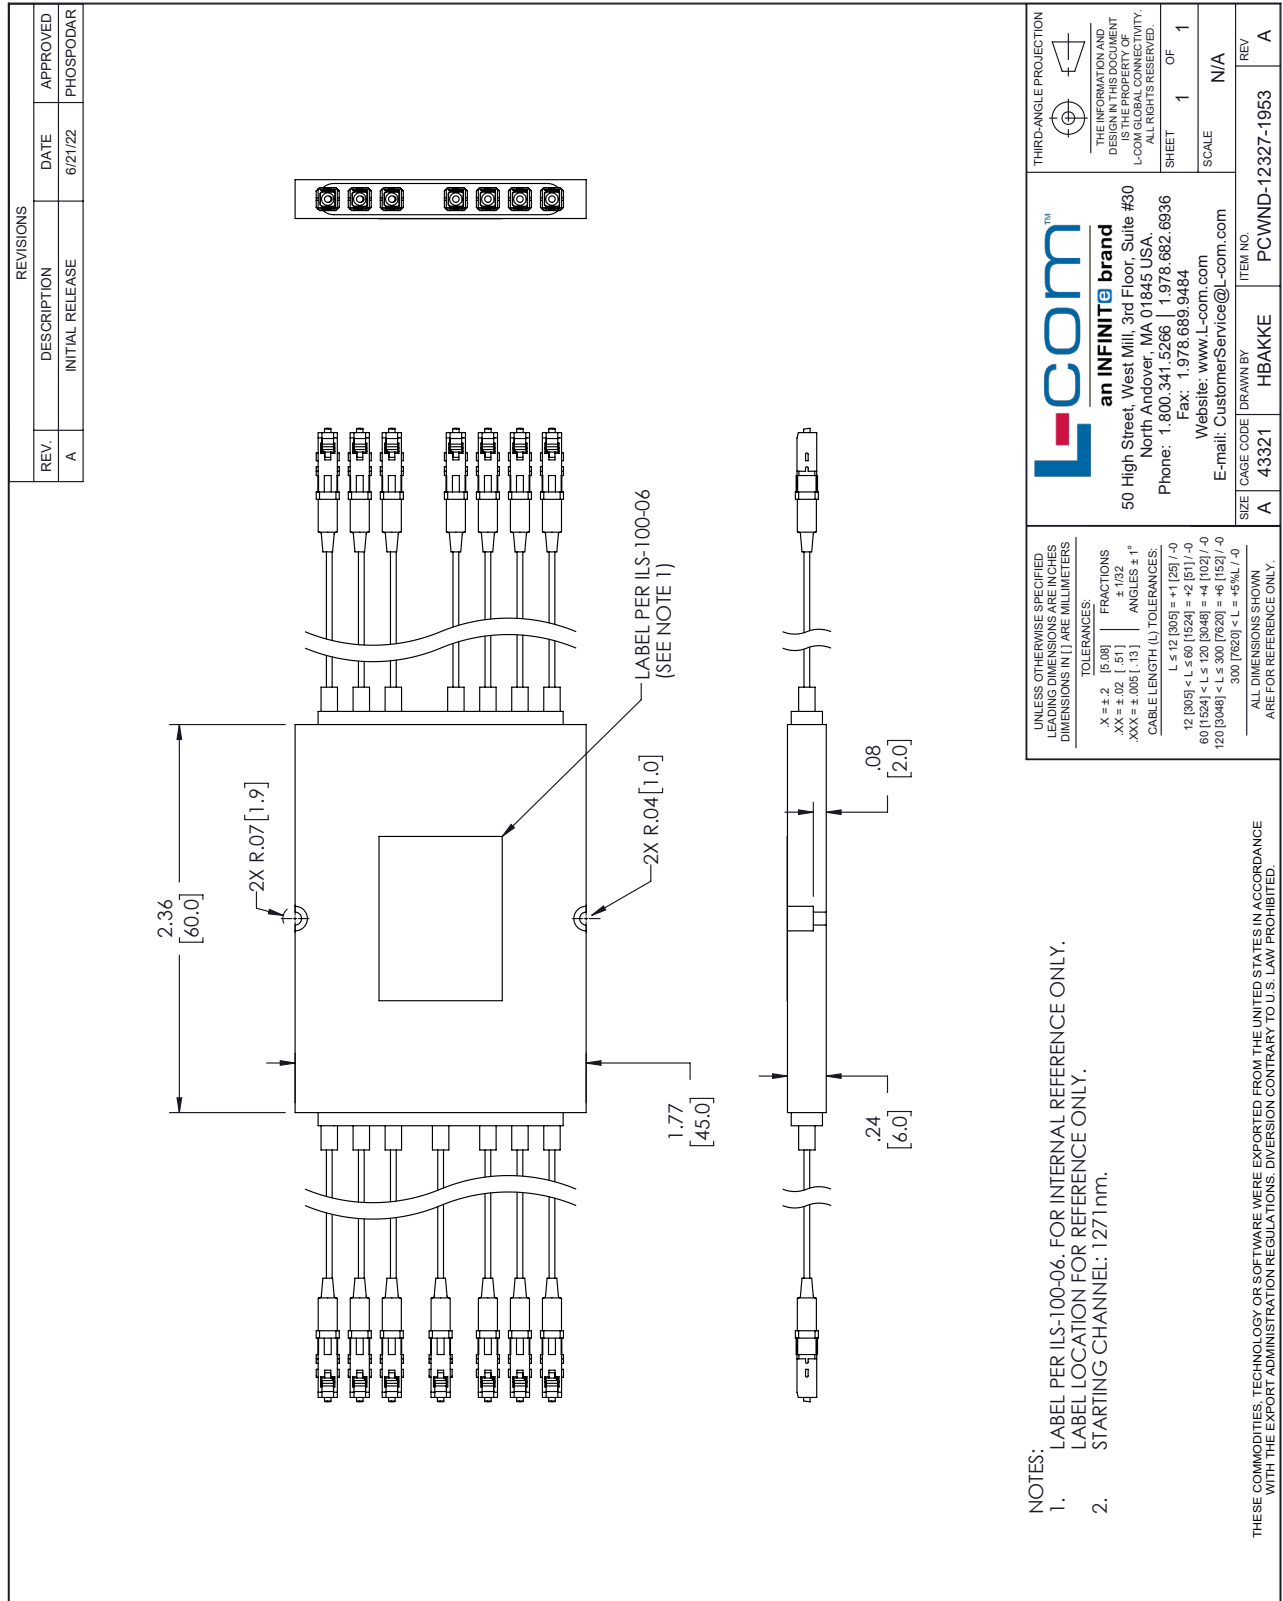 REVISIONS
REV. DESCRIPTION DATE APPROVED
A INITIAL RELEASE 6/21/22 PHOSPODAR
2.36
[60.0]
2X R.07 [1.9]
LABEL PER ILS-100-06
(SEE NOTE 1)
2X R.04 [1.0]
1.77
[45.0]
.08
[2.0]
.24
[6.0]
NOTES:
1. LABEL PER ILS-100-06. FOR INTERNAL REFERENCE ONLY.
LABEL LOCATION FOR REFERENCE ONLY.
2. STARTING CHANNEL: 1271nm.
THESE COMMODITIES, TECHNOLOGY OR SOFTWARE WERE EXPORTED FROM THE UNITED STATES IN ACCORDANCE
WITH THE EXPORT ADMINISTRATION REGULATIONS. DIVERSION CONTRARY TO U.S. LAW PROHIBITED.
UNLESS OTHERWISE SPECIFIED
LEADING DIMENSIONS ARE INCHES
DIMENSIONS IN [ ] ARE MILLIMETERS
TOLERANCES:
.X = ± .2 [5.08] FRACTIONS
.XX = ± .02 [ .51] ± 1/32
.XXX = ± .005 [ .13 ] ANGLES ± 1°
CABLE LENGTH (L) TOLERANCES:
L ≤ 12 [305] = +1 [25] / -0
12 [305] < L ≤ 60 [1524] = +2 [51] / -0
60 [1524] < L ≤ 120 [3048] = +4 [102] / -0
120 [3048] < L ≤ 300 [7620] = +6 [152] / -0
300 [7620] < L = +5%L / -0
ALL DIMENSIONS SHOWN
ARE FOR REFERENCE ONLY.
L-com™
an INFINITe brand
50 High Street, West Mill, 3rd Floor, Suite #30
North Andover, MA 01845 USA.
Phone: 1.800.341.5266 | 1.978.682.6936
Fax: 1.978.689.9484
Website: www.L-com.com
E-mail: CustomerService@L-com.com
THIRD-ANGLE PROJECTION
THE INFORMATION AND
DESIGN IN THIS DOCUMENT
IS THE PROPERTY OF
L-COM GLOBAL CONNECTIVITY.
ALL RIGHTS RESERVED.
SHEET 1 OF 1
SCALE N/A
SIZE A
CAGE CODE 43321
DRAWN BY HBAKKE
ITEM NO. PCWND-12327-1953
REV A